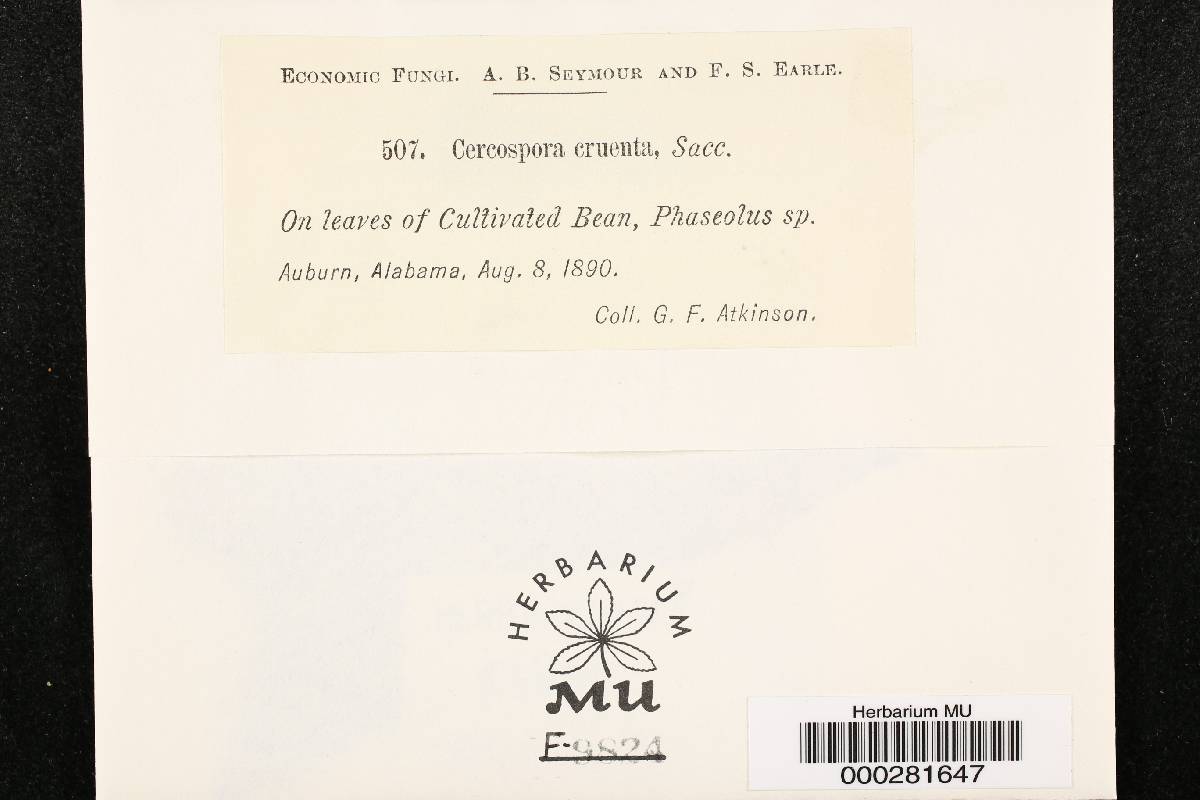 ECONOMIC FUNGI. A. B. SEYMOUR AND F. S. EARLE.
507. Cercospora cruenta, Sacc.
On leaves of Cultivated Bean, Phaseolus sp.
Auburn, Alabama, Aug. 8, 1890.
Coll. G. F. Atkinson.
HERBARIUM
MU
F-9824
Herbarium MU
000281647